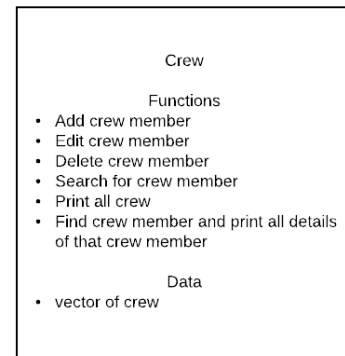 Crew
Functions
• Add crew member
• Edit crew member
• Delete crew member
• Search for crew member
• Print all crew
• Find crew member and print all details
of that crew member
Data
• vector of crew